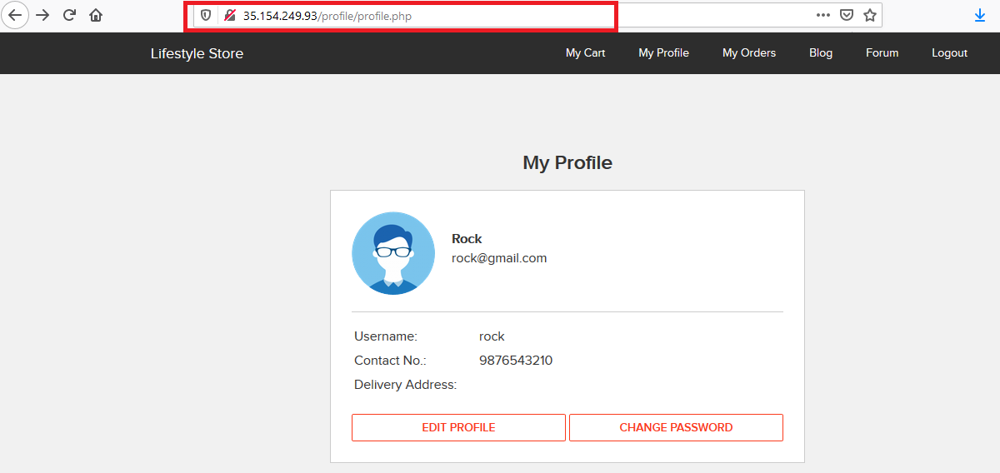 35.154.249.93/profile/profile.php
Lifestyle Store My Cart My Profile My Orders Blog Forum Logout
My Profile
Rock
rock@gmail.com
Username: rock
Contact No.: 9876543210
Delivery Address:
EDIT PROFILE CHANGE PASSWORD